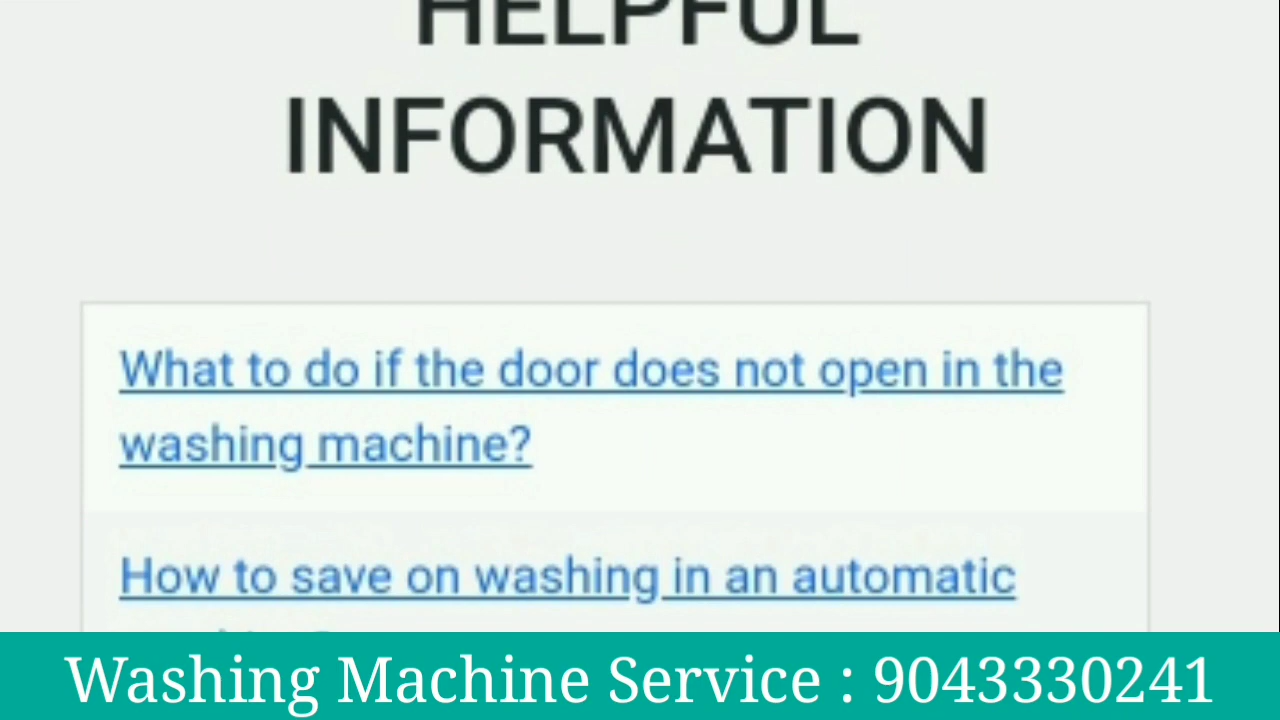 HELPFUL
INFORMATION
What to do if the door does not open in the
washing machine?
How to save on washing in an automatic
Washing Machine Service : 9043330241